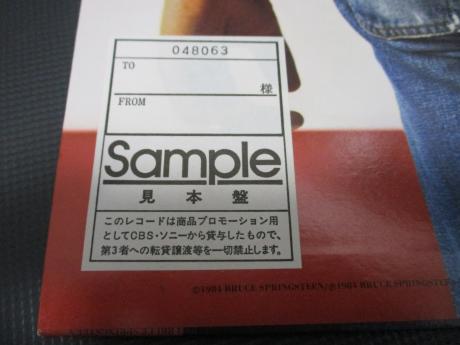 048063
TO
様
FROM
Sample
見本盤
このレコードは商品プロモーション用
としてCBS・ソニーから貸与したもので、
第3者への転貸譲渡等を一切禁止します。
©1984 BRUCE SPRINGSTEEN/℗1984 BRUCE SPRINGSTEEN